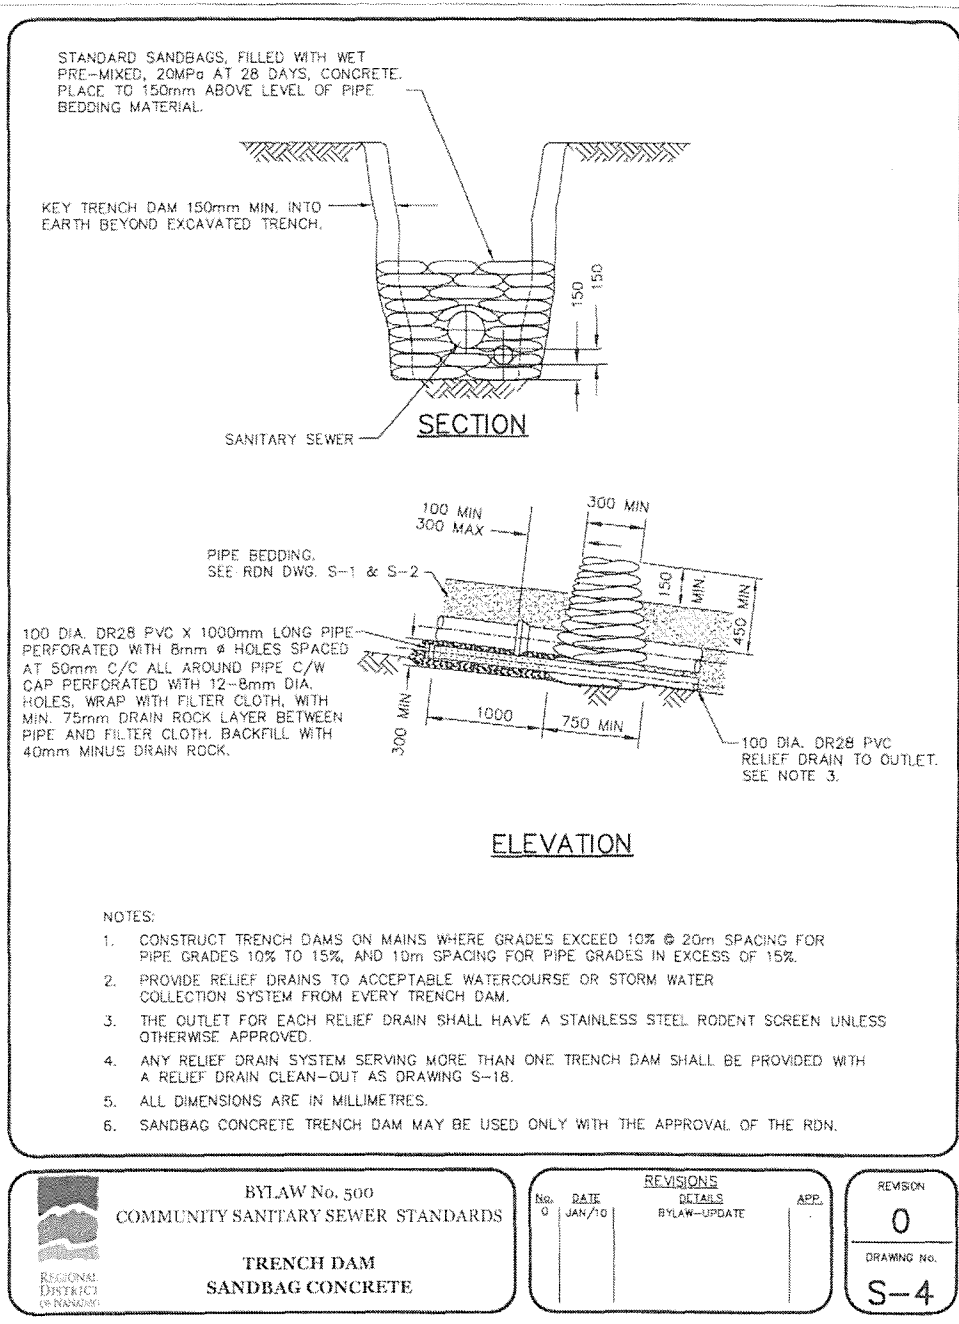 STANDARD SANDBAGS, FILLED WITH WET
PRE-MIXED, 20MPa AT 28 DAYS, CONCRETE.
PLACE TO 150mm ABOVE LEVEL OF PIPE
BEDDING MATERIAL.
KEY TRENCH DAM 150mm MIN. INTO
EARTH BEYOND EXCAVATED TRENCH.
150
150
SANITARY SEWER
SECTION
100 MIN
300 MAX
300 MIN
PIPE BEDDING.
SEE RDN DWG. S-1 & S-2
150
MIN.
450 MIN
100 DIA. DR28 PVC X 1000mm LONG PIPE
PERFORATED WITH 8mm ø HOLES SPACED
AT 50mm C/C ALL AROUND PIPE C/W
CAP PERFORATED WITH 12-8mm DIA.
HOLES. WRAP WITH FILTER CLOTH, WITH
MIN. 75mm DRAIN ROCK LAYER BETWEEN
PIPE AND FILTER CLOTH. BACKFILL WITH
40mm MINUS DRAIN ROCK.
300 MIN
1000
750 MIN
100 DIA. DR28 PVC
RELIEF DRAIN TO OUTLET.
SEE NOTE 3.
ELEVATION
NOTES:
1. CONSTRUCT TRENCH DAMS ON MAINS WHERE GRADES EXCEED 10% @ 20m SPACING FOR
PIPE GRADES 10% TO 15%, AND 10m SPACING FOR PIPE GRADES IN EXCESS OF 15%.
2. PROVIDE RELIEF DRAINS TO ACCEPTABLE WATERCOURSE OR STORM WATER
COLLECTION SYSTEM FROM EVERY TRENCH DAM.
3. THE OUTLET FOR EACH RELIEF DRAIN SHALL HAVE A STAINLESS STEEL RODENT SCREEN UNLESS
OTHERWISE APPROVED.
4. ANY RELIEF DRAIN SYSTEM SERVING MORE THAN ONE TRENCH DAM SHALL BE PROVIDED WITH
A RELIEF DRAIN CLEAN-OUT AS DRAWING S-18.
5. ALL DIMENSIONS ARE IN MILLIMETRES.
6. SANDBAG CONCRETE TRENCH DAM MAY BE USED ONLY WITH THE APPROVAL OF THE RDN.
REGIONAL
DISTRICT
OF NANAIMO
BYLAW No. 500
COMMUNITY SANITARY SEWER STANDARDS
TRENCH DAM
SANDBAG CONCRETE
REVISIONS
No. DATE DETAILS APP.
0 JAN/10 BYLAW-UPDATE
REVISION
0
DRAWING No.
S-4